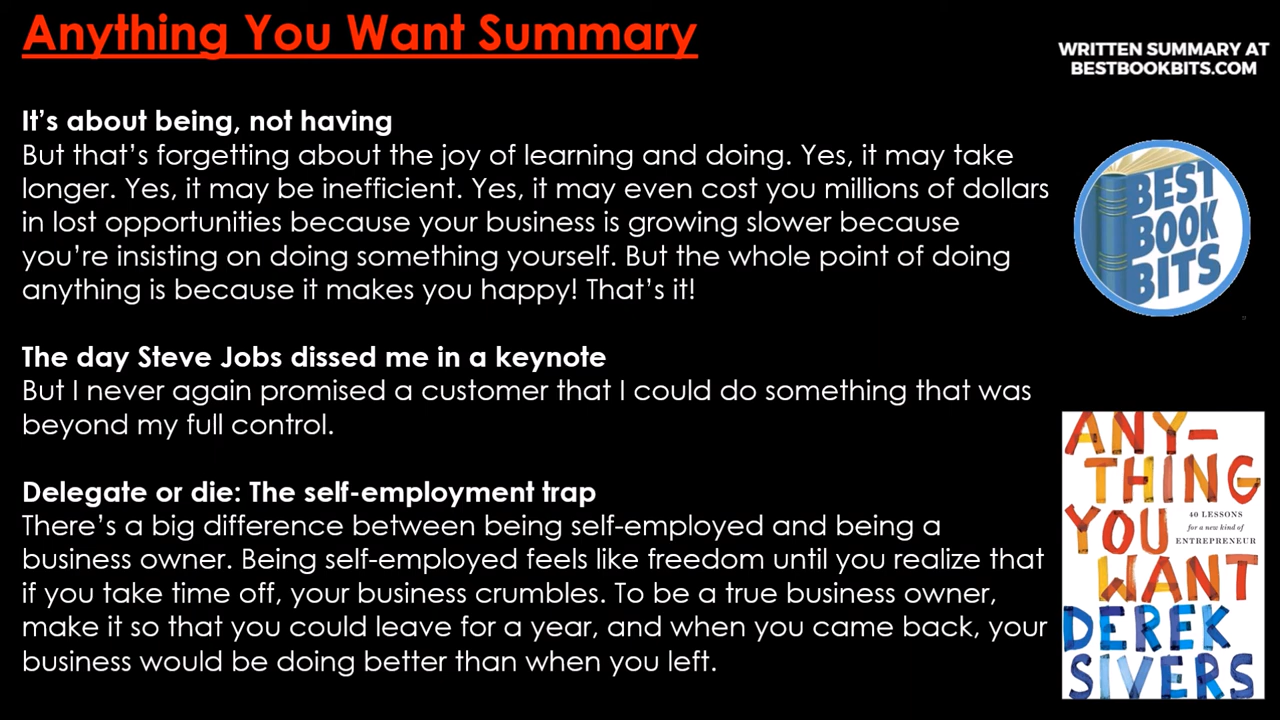 Anything You Want Summary
WRITTEN SUMMARY AT
BESTBOOKBITS.COM
It’s about being, not having
But that’s forgetting about the joy of learning and doing. Yes, it may take
longer. Yes, it may be inefficient. Yes, it may even cost you millions of dollars
in lost opportunities because your business is growing slower because
you’re insisting on doing something yourself. But the whole point of doing
anything is because it makes you happy! That’s it!
The day Steve Jobs dissed me in a keynote
But I never again promised a customer that I could do something that was
beyond my full control.
Delegate or die: The self-employment trap
There’s a big difference between being self-employed and being a
business owner. Being self-employed feels like freedom until you realize that
if you take time off, your business crumbles. To be a true business owner,
make it so that you could leave for a year, and when you came back, your
business would be doing better than when you left.
BEST
BOOK
BITS
ANY-
THING
YOU
40 LESSONS
for a new kind of
ENTREPRENEUR
WANT
DEREK
SIVERS